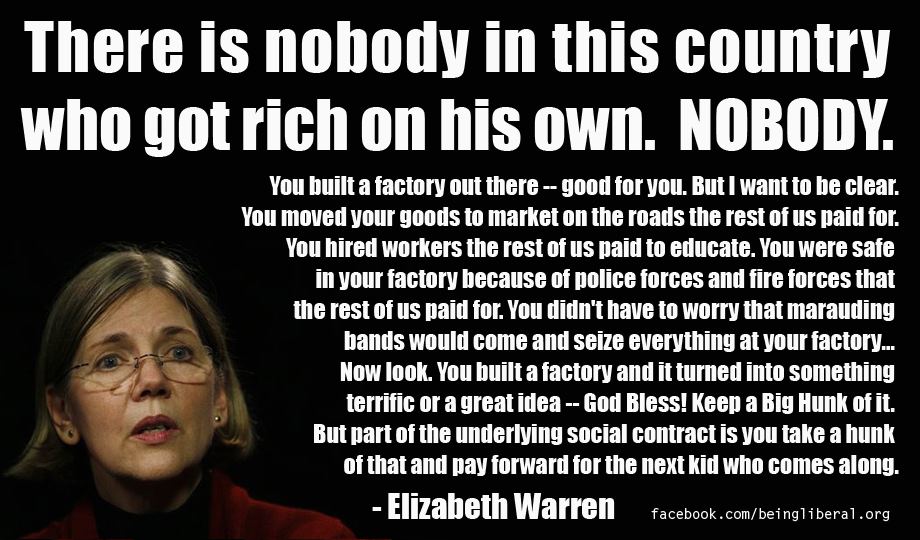 There is nobody in this country
who got rich on his own. NOBODY.
You built a factory out there -- good for you. But I want to be clear.
You moved your goods to market on the roads the rest of us paid for.
You hired workers the rest of us paid to educate. You were safe
in your factory because of police forces and fire forces that
the rest of us paid for. You didn't have to worry that marauding
bands would come and seize everything at your factory...
Now look. You built a factory and it turned into something
terrific or a great idea -- God Bless! Keep a Big Hunk of it.
But part of the underlying social contract is you take a hunk
of that and pay forward for the next kid who comes along.
- Elizabeth Warren
facebook.com/beingliberal.org